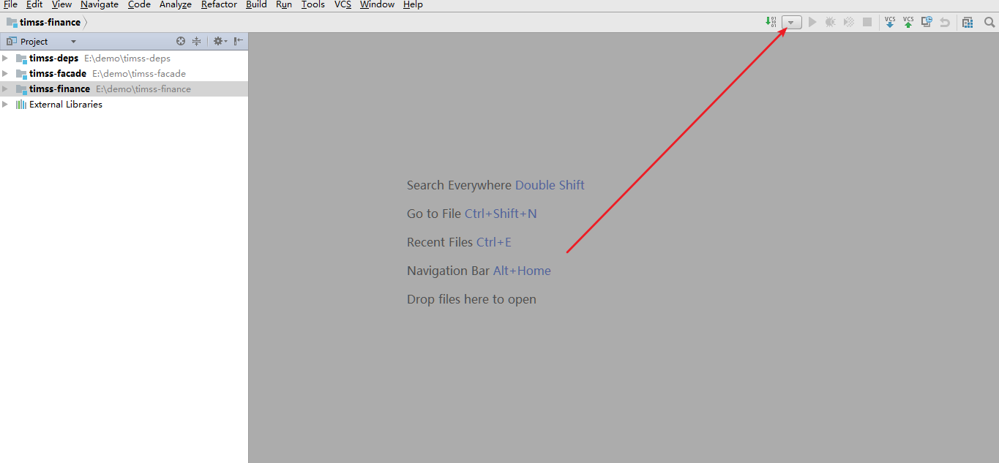 File Edit View Navigate Code Analyze Refactor Build Run Tools VCS Window Help
timss-finance
VCS VCS
Project
timss-deps E:\demo\timss-deps
timss-facade E:\demo\timss-facade
timss-finance E:\demo\timss-finance
External Libraries
Search Everywhere Double Shift
Go to File Ctrl+Shift+N
Recent Files Ctrl+E
Navigation Bar Alt+Home
Drop files here to open